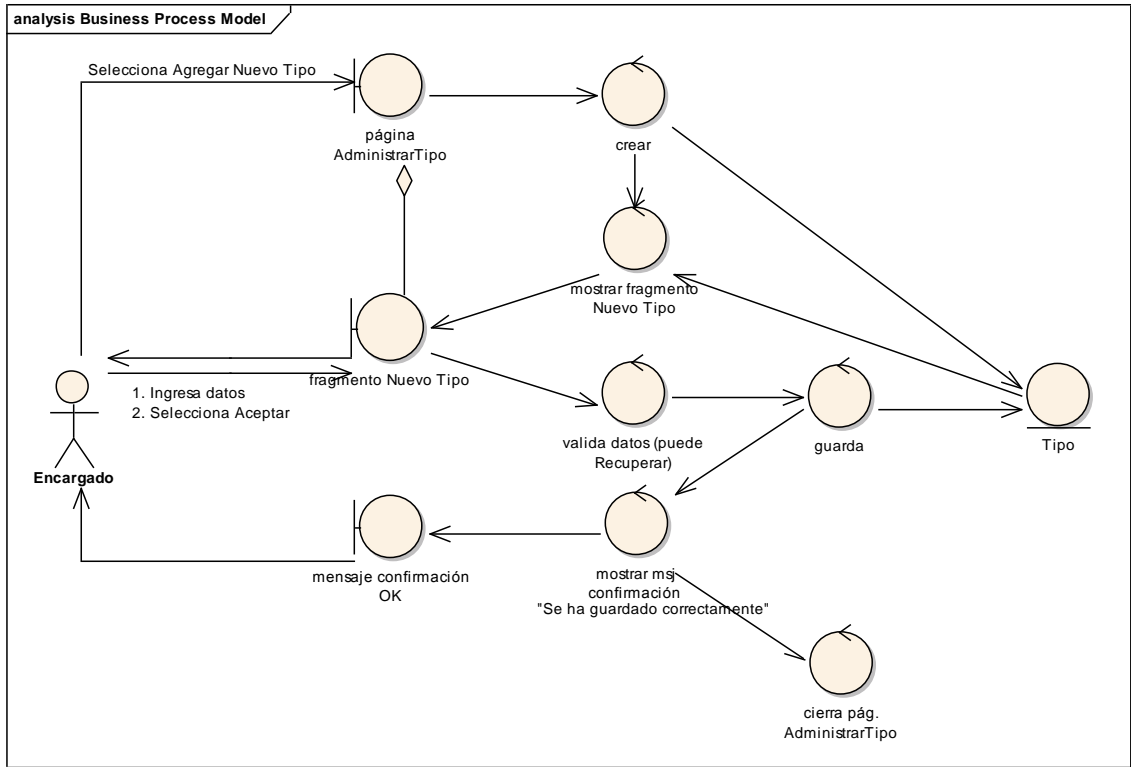 analysis Business Process Model
Selecciona Agregar Nuevo Tipo
página
AdministrarTipo
crear
mostrar fragmento
Nuevo Tipo
fragmento Nuevo Tipo
1. Ingresa datos
2. Selecciona Aceptar
valida datos (puede
Recuperar)
guarda
Tipo
Encargado
mensaje confirmación
OK
mostrar msj
confirmación
"Se ha guardado correctamente"
cierra pág.
AdministrarTipo